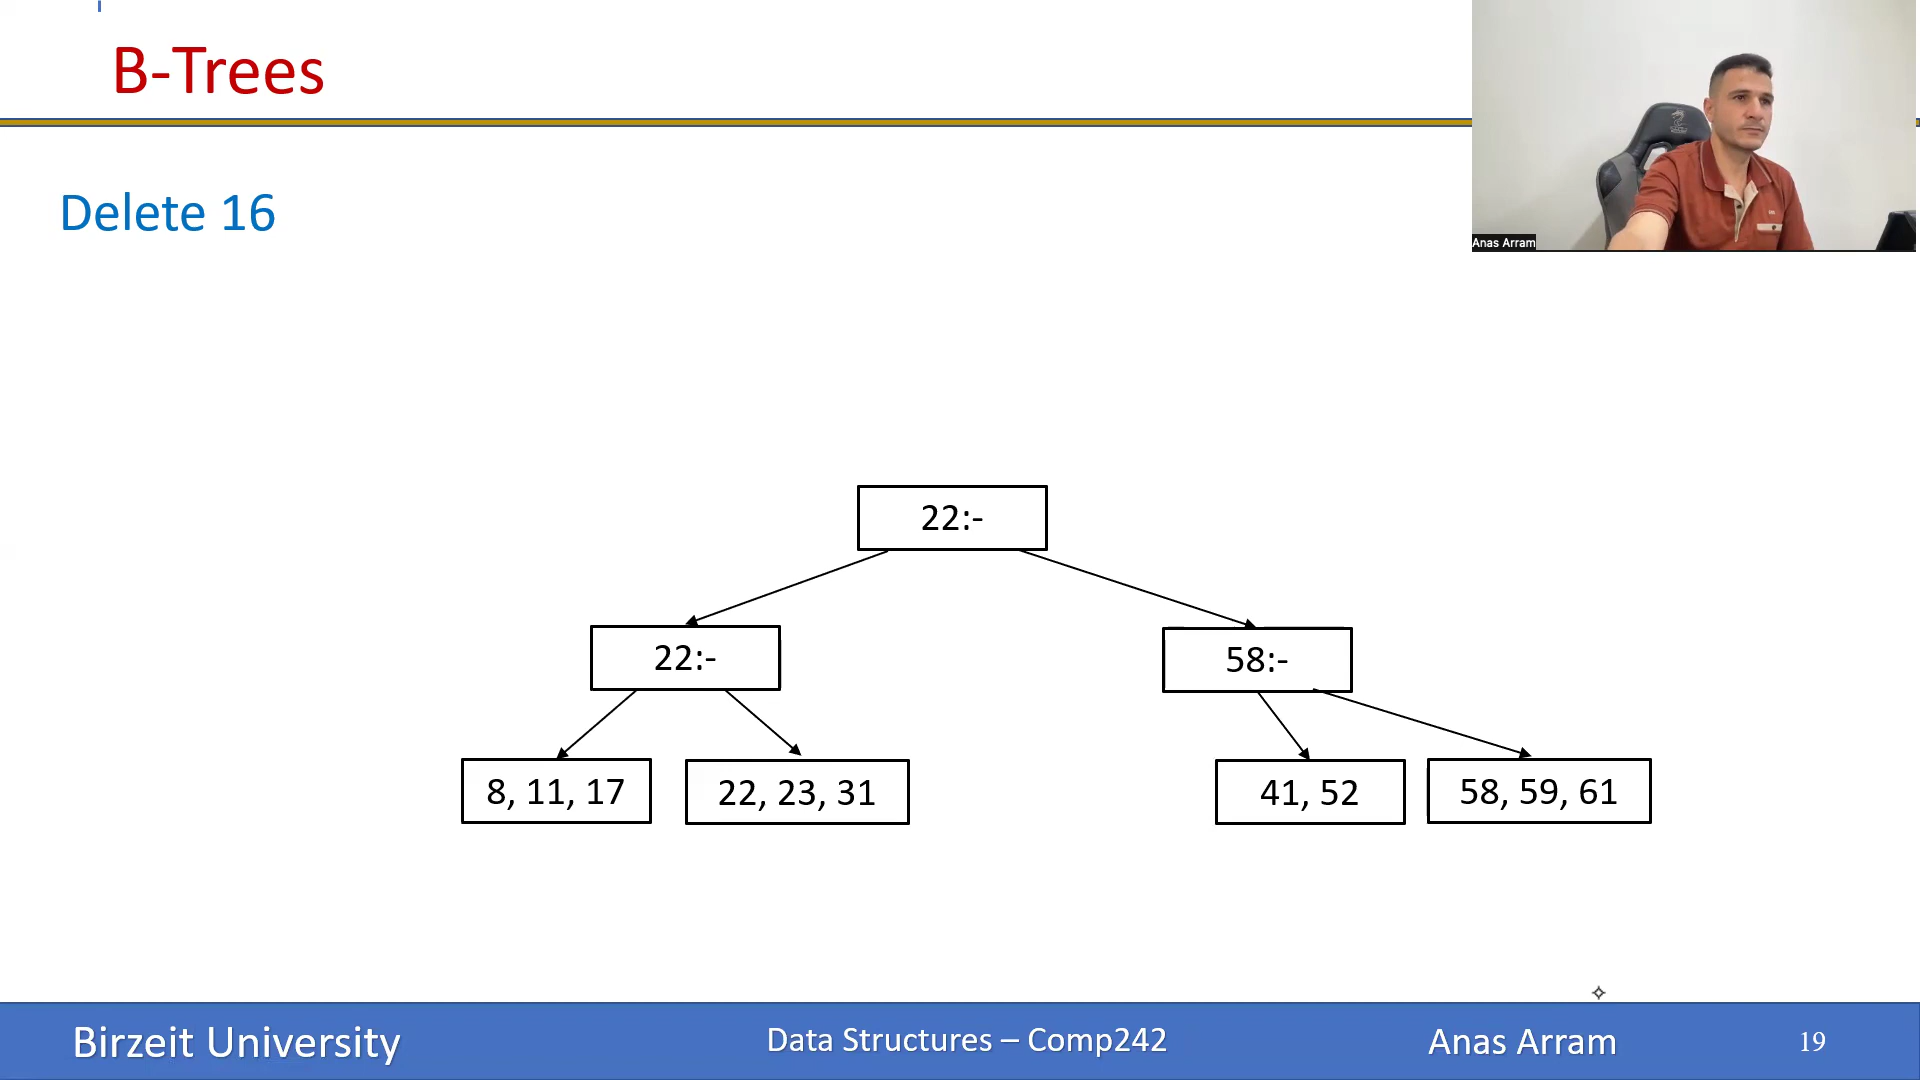 B-Trees
Anas Arram
Delete 16
22:-
22:-
58:-
8, 11, 17
22, 23, 31
41, 52
58, 59, 61
Birzeit University
Data Structures – Comp242
Anas Arram
19